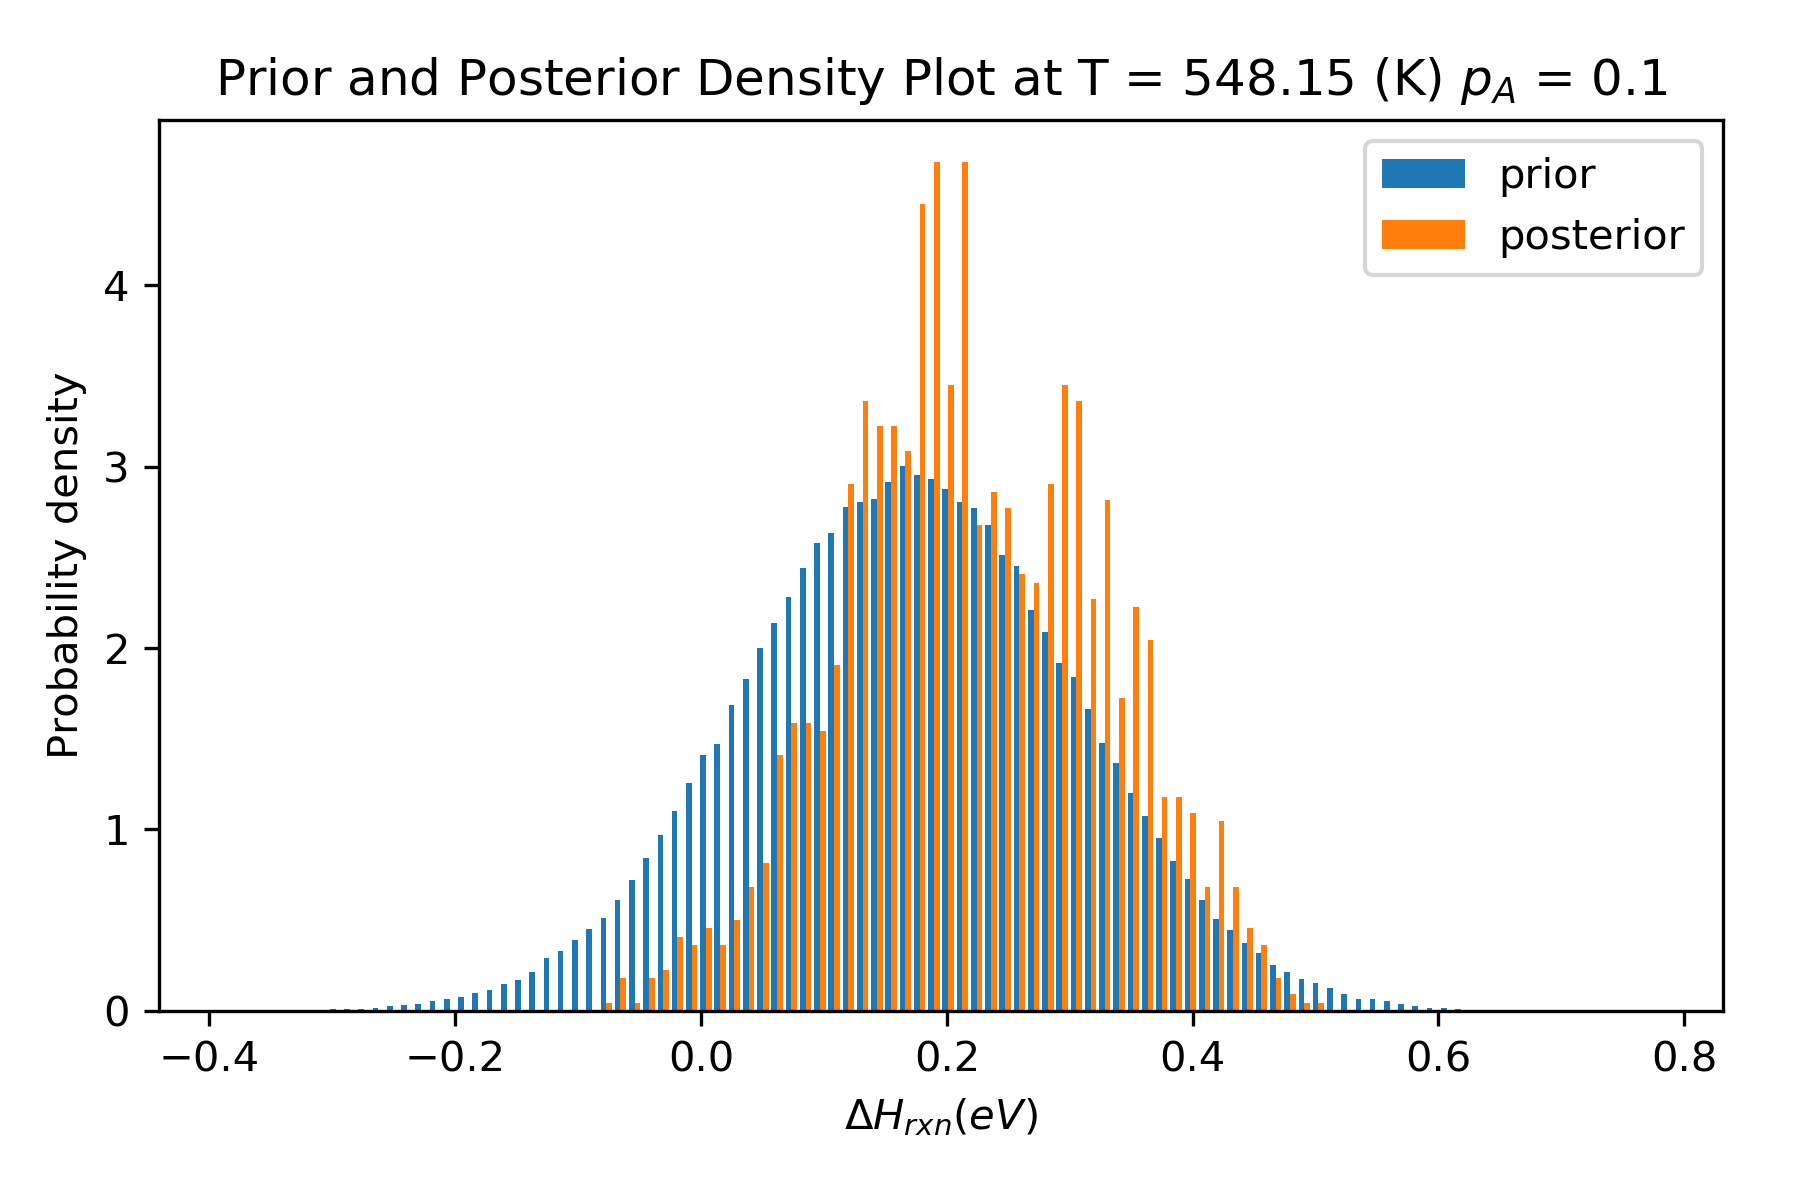 Prior and Posterior Density Plot at T = 548.15 (K) p_A = 0.1
prior
posterior
Probability density
4
3
2
1
0
−0.4 −0.2 0.0 0.2 0.4 0.6 0.8
ΔH_rxn(eV)